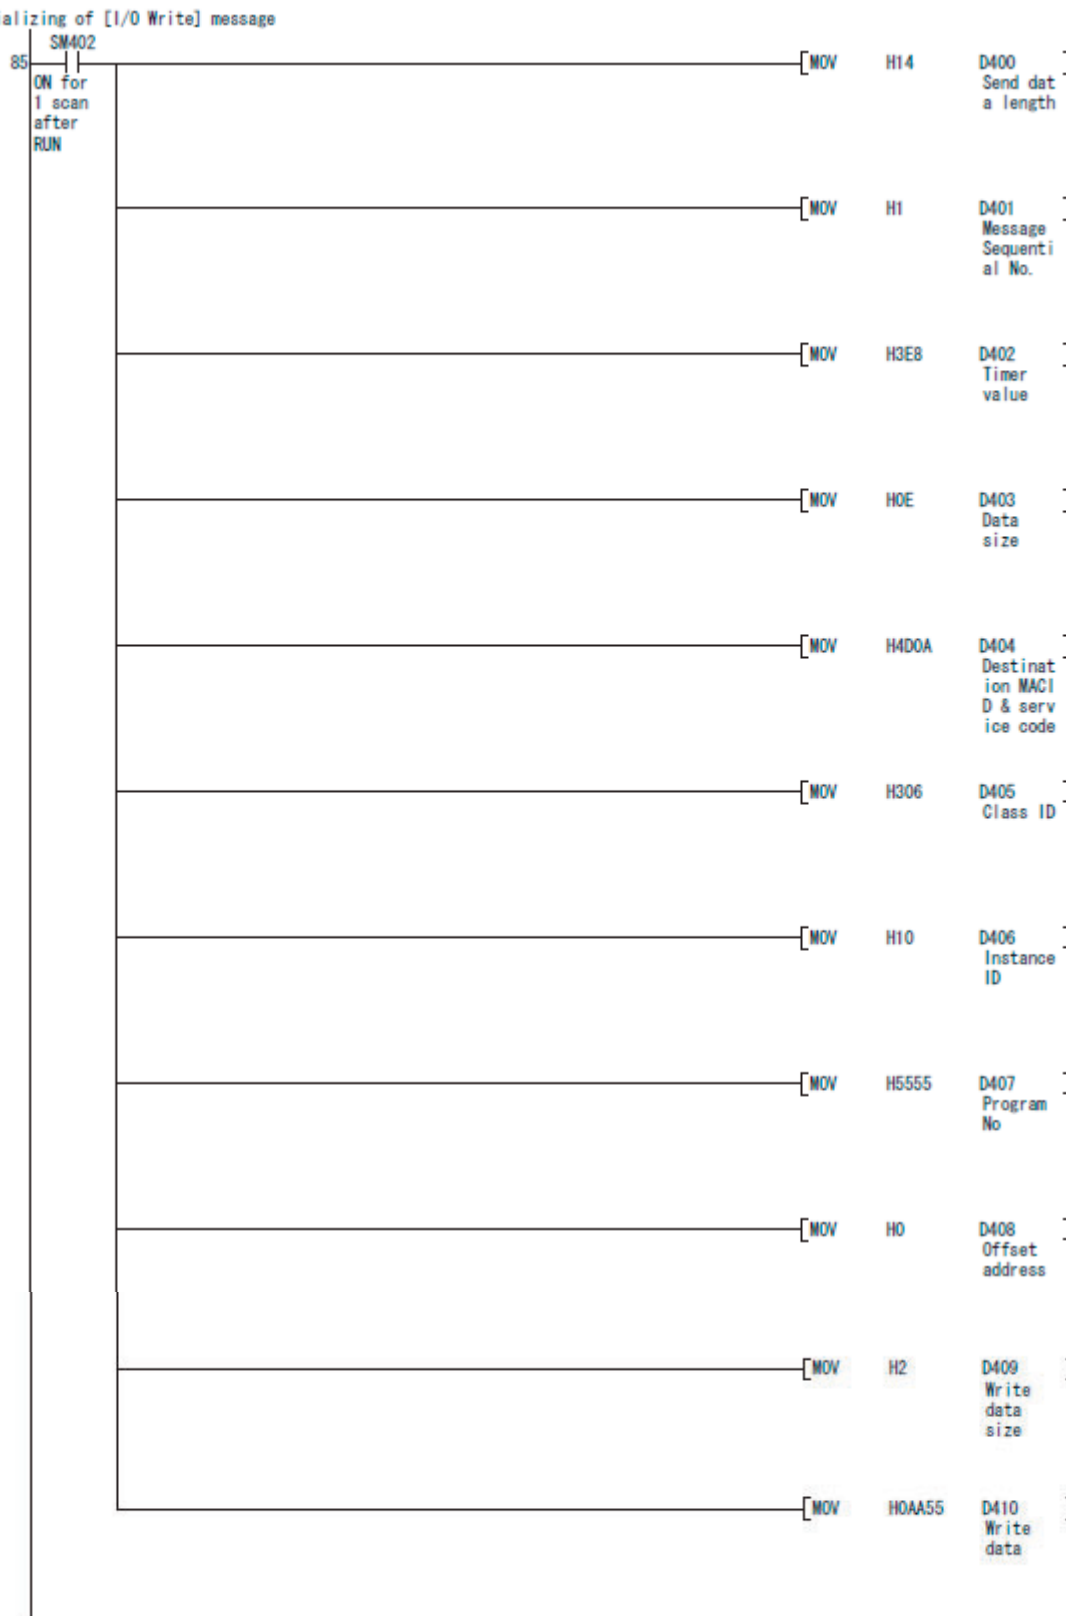 ializing of [I/O Write] message
SM402
85
ON for
1 scan
after
RUN
[MOV H14 D400 ]
Send dat
a length
[MOV H1 D401 ]
Message
Sequenti
al No.
[MOV H3E8 D402 ]
Timer
value
[MOV H0E D403 ]
Data
size
[MOV H4D0A D404 ]
Destinat
ion MACI
D & serv
ice code
[MOV H306 D405 ]
Class ID
[MOV H10 D406 ]
Instance
ID
[MOV H5555 D407 ]
Program
No
[MOV H0 D408 ]
Offset
address
[MOV H2 D409 ]
Write
data
size
[MOV H0AA55 D410 ]
Write
data